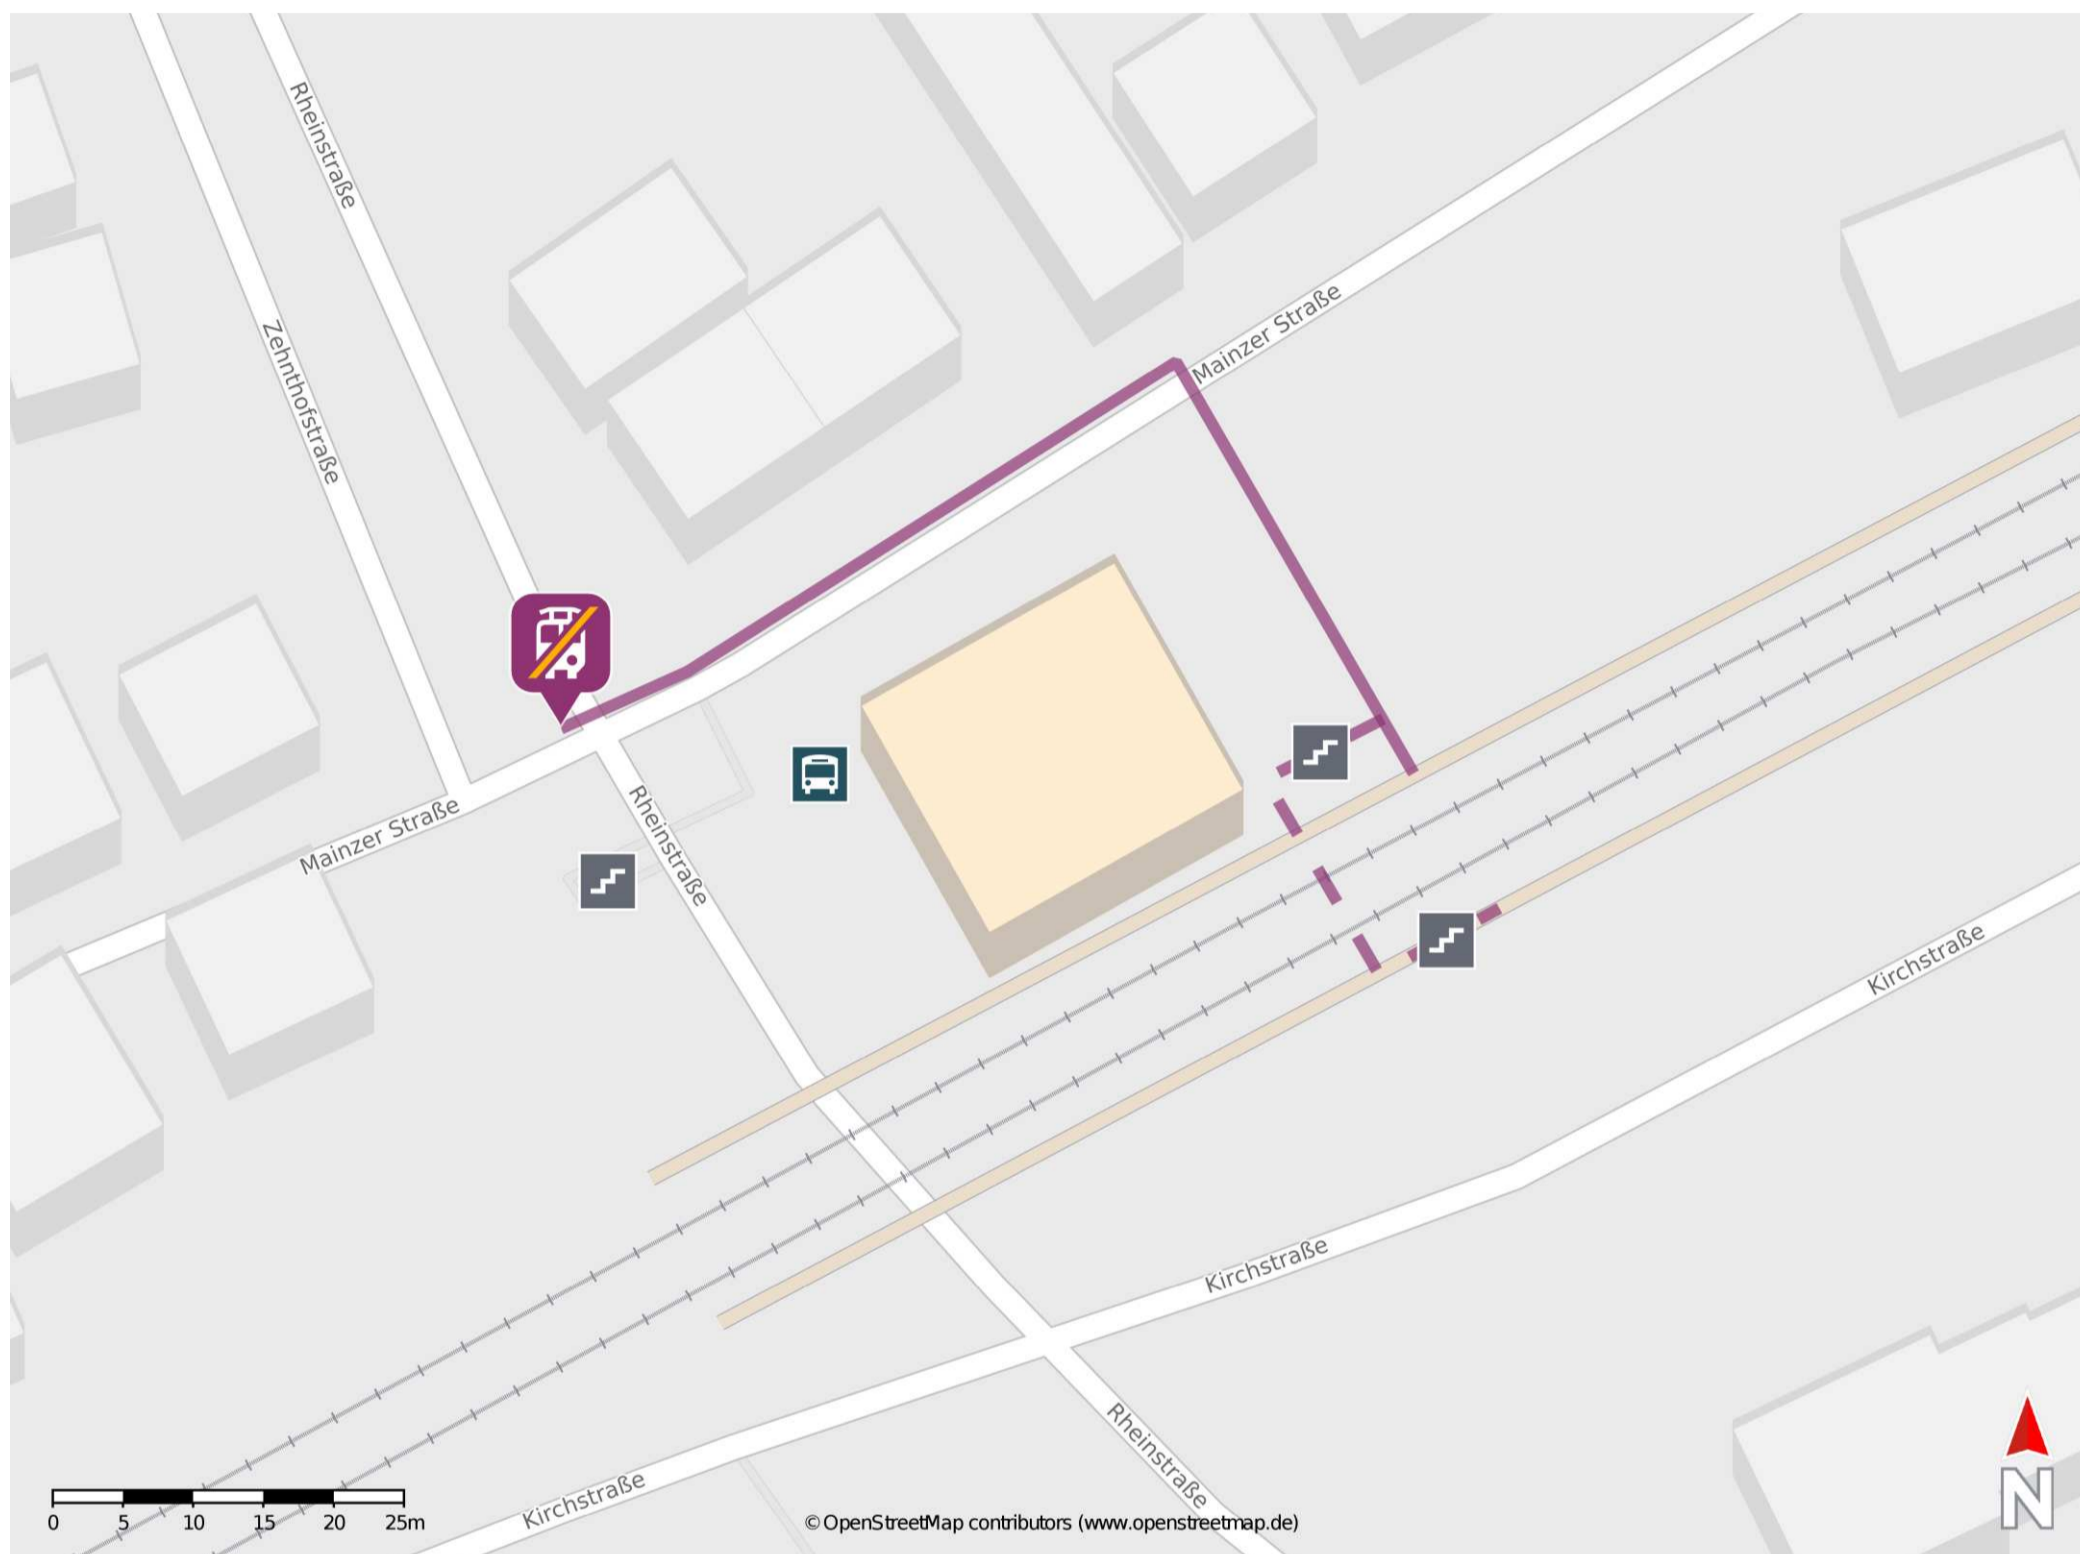 Rheinstraße
Mainzer Straße
Zehnthofstraße
Mainzer Straße
Rheinstraße
Kirchstraße
Kirchstraße
Rheinstraße
Kirchstraße
N
0 5 10 15 20 25m
© OpenStreetMap contributors (www.openstreetmap.de)